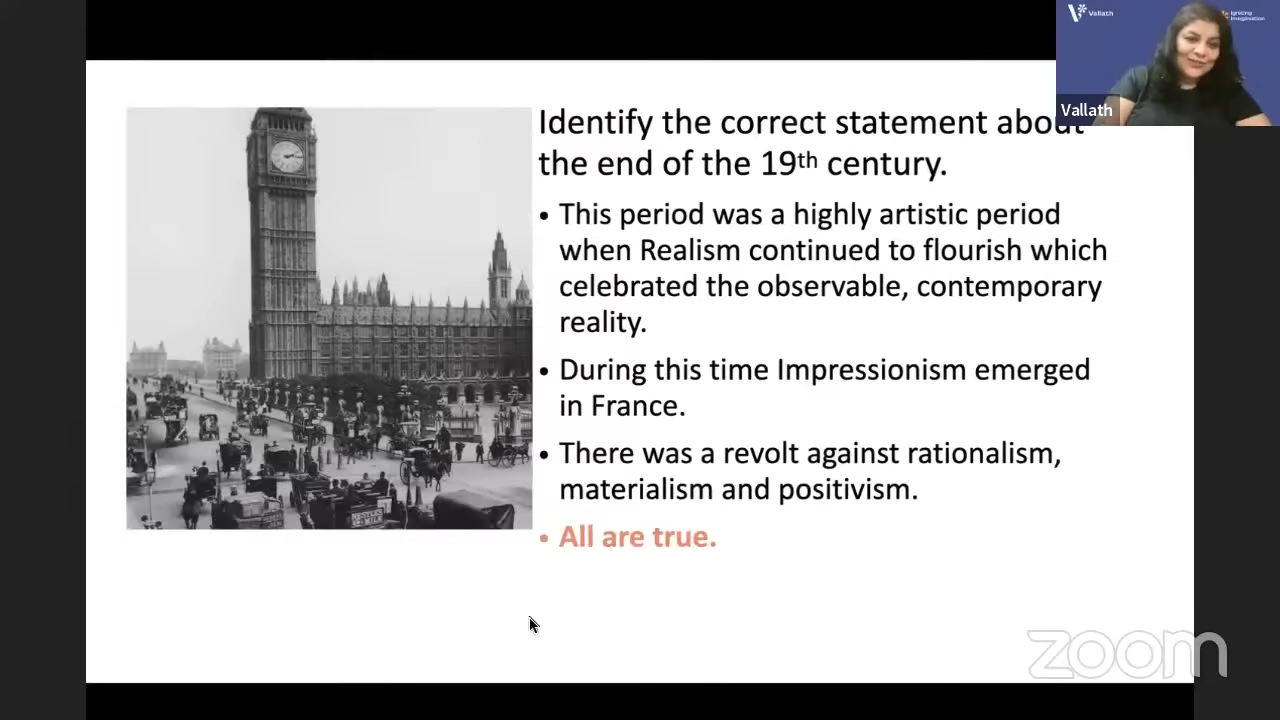 Vallath
Igniting
Imagination
Vallath
Identify the correct statement about
the end of the 19th century.
• This period was a highly artistic period
when Realism continued to flourish which
celebrated the observable, contemporary
reality.
• During this time Impressionism emerged
in France.
• There was a revolt against rationalism,
materialism and positivism.
• All are true.
zoom